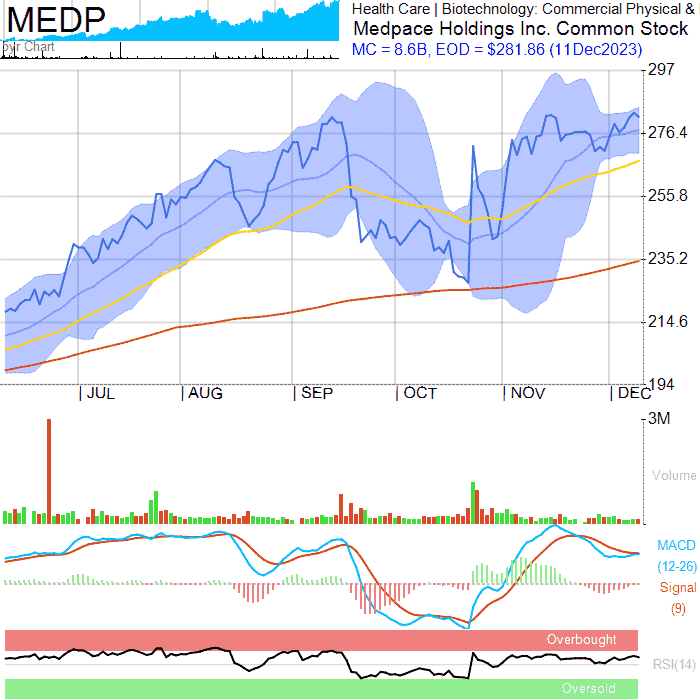 MEDP
Health Care | Biotechnology: Commercial Physical &
Medpace Holdings Inc. Common Stock
MC = 8.6B, EOD = $281.86 (11Dec2023)
Chart
297
276.4
255.8
235.2
214.6
194
| JUL | AUG | SEP | OCT | NOV | DEC
3M
Volume
MACD
(12-26)
Signal
(9)
Overbought
RSI(14)
Oversold